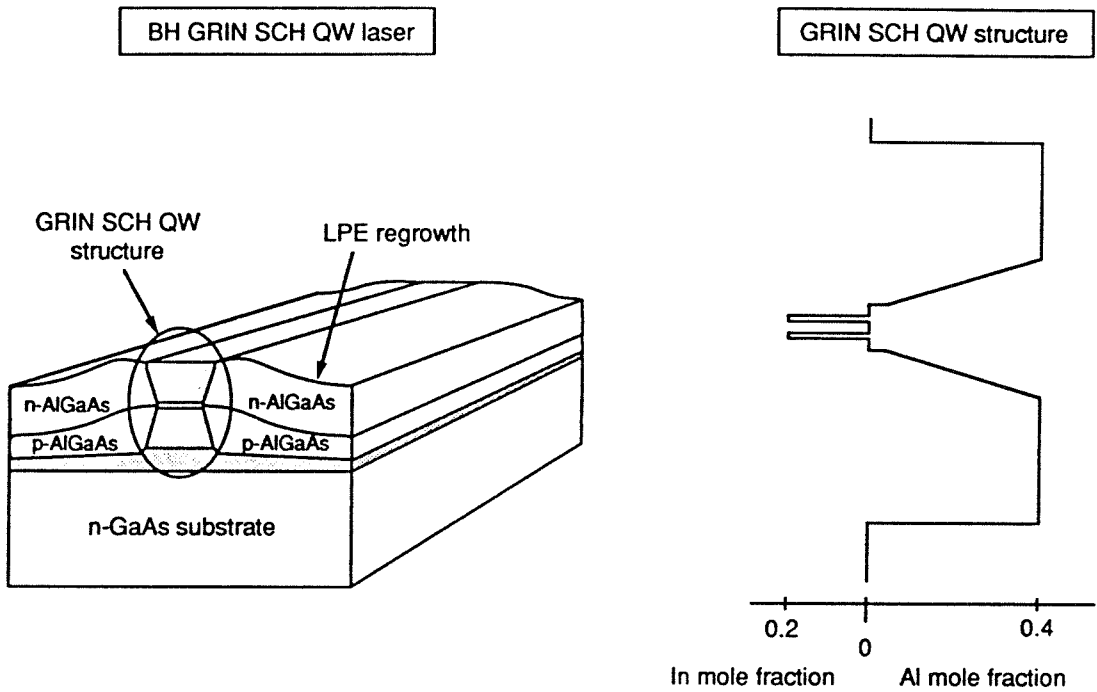 BH GRIN SCH QW laser
GRIN SCH QW structure
GRIN SCH QW
structure
LPE regrowth
n-AlGaAs
n-AlGaAs
p-AlGaAs
p-AlGaAs
n-GaAs substrate
0.2
0
0.4
In mole fraction
Al mole fraction